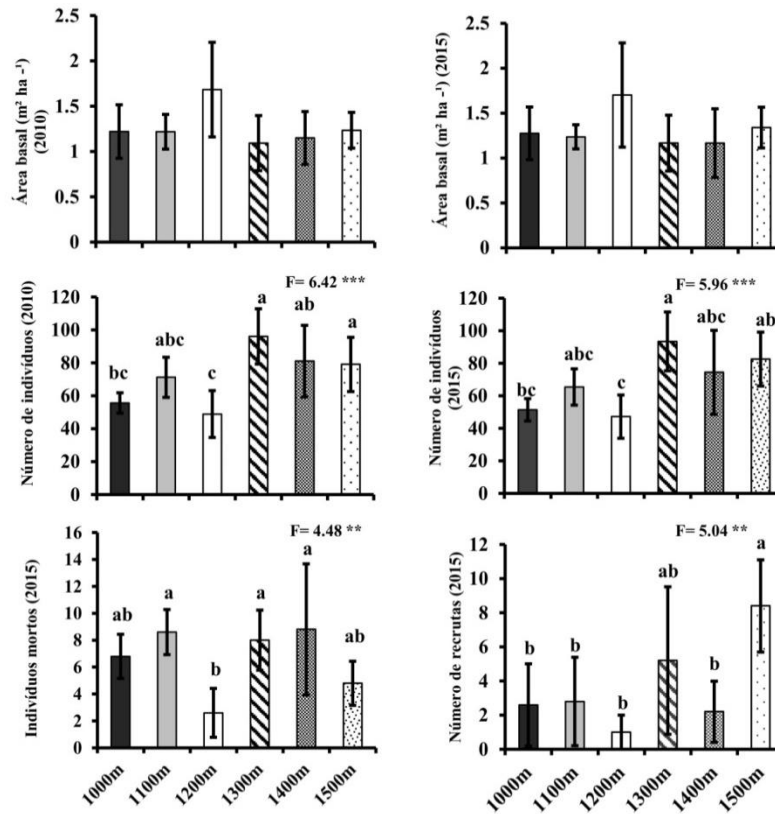 Área basal (m² ha -¹)
(2010)
2.5
2
1.5
1
0.5
0
Área basal (m² ha -¹) (2015)
2.5
2
1.5
1
0.5
0
Número de indivíduos (2010)
120
100
80
60
40
20
0
F= 6.42 ***
bc
abc
c
a
ab
a
Número de indivíduos
(2015)
120
100
80
60
40
20
0
F= 5.96 ***
bc
abc
c
a
abc
ab
Indivíduos mortos (2015)
16
14
12
10
8
6
4
2
0
F= 4.48 **
ab
a
b
a
a
ab
1000m
1100m
1200m
1300m
1400m
1500m
Número de recrutas (2015)
12
10
8
6
4
2
0
F= 5.04 **
b
b
b
ab
b
a
1000m
1100m
1200m
1300m
1400m
1500m